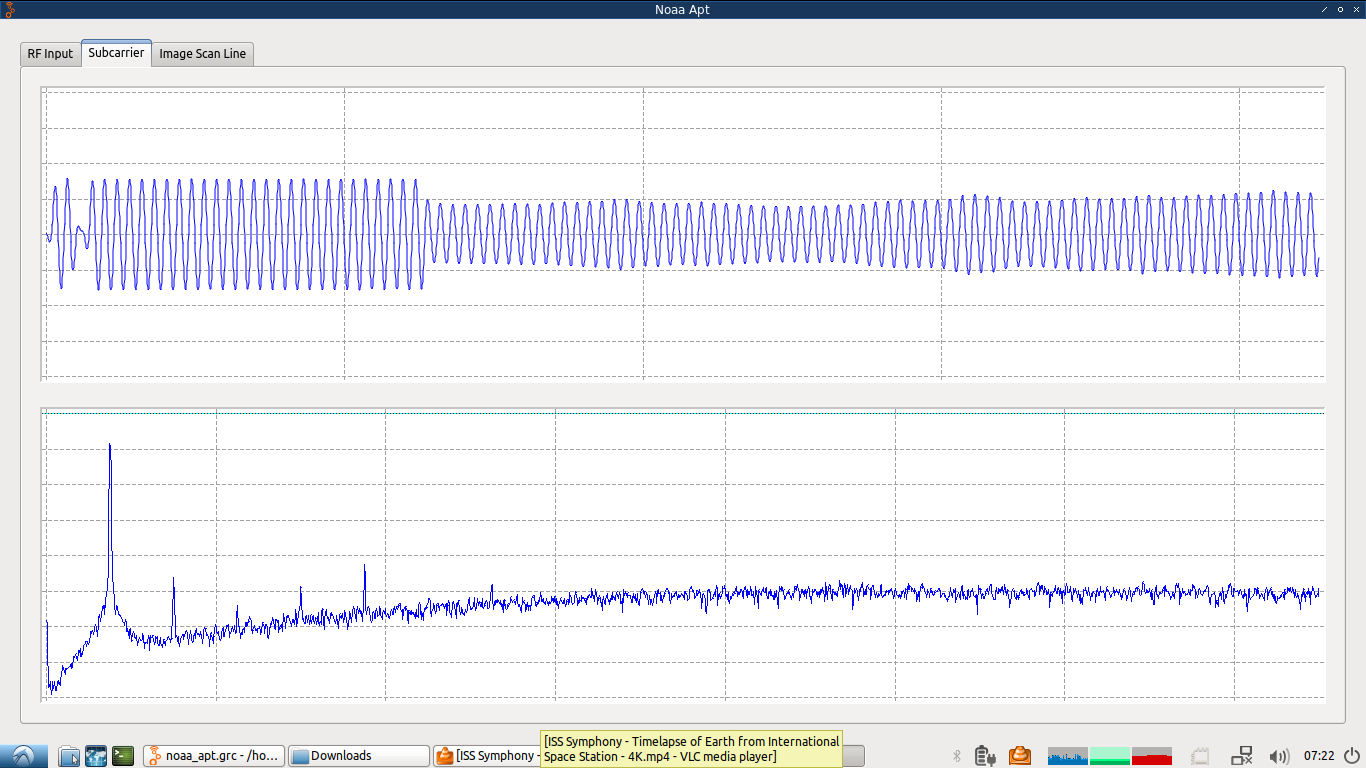 Noaa Apt
RF Input
Subcarrier
Image Scan Line
noaa_apt.grc - /ho...
Downloads
[ISS Symphony -
[ISS Symphony - Timelapse of Earth from International
Space Station - 4K.mp4 - VLC media player]
07:22